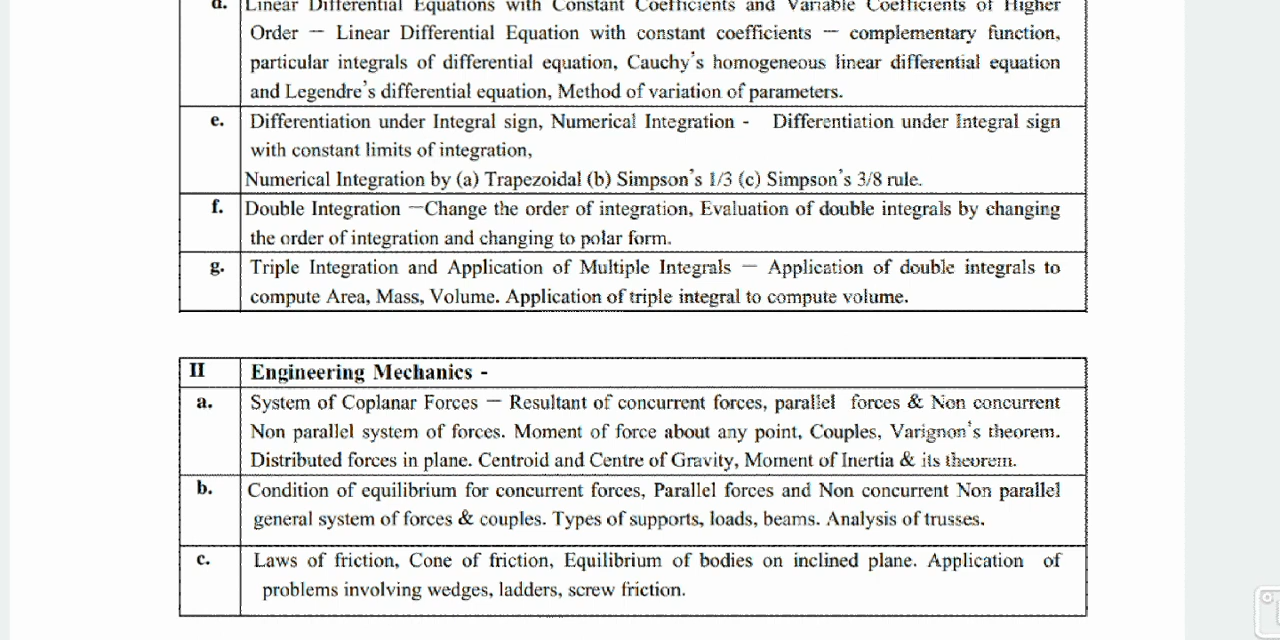 d. Linear Differential Equations with Constant Coefficients and Variable Coefficients of Higher
Order — Linear Differential Equation with constant coefficients — complementary function,
particular integrals of differential equation, Cauchy's homogeneous linear differential equation
and Legendre's differential equation, Method of variation of parameters.
e. Differentiation under Integral sign, Numerical Integration - Differentiation under Integral sign
with constant limits of integration,
Numerical Integration by (a) Trapezoidal (b) Simpson's 1/3 (c) Simpson's 3/8 rule.
f. Double Integration —Change the order of integration, Evaluation of double integrals by changing
the order of integration and changing to polar form.
g. Triple Integration and Application of Multiple Integrals — Application of double integrals to
compute Area, Mass, Volume. Application of triple integral to compute volume.
II Engineering Mechanics -
a. System of Coplanar Forces — Resultant of concurrent forces, parallel forces & Non concurrent
Non parallel system of forces. Moment of force about any point, Couples, Varignon's theorem.
Distributed forces in plane. Centroid and Centre of Gravity, Moment of Inertia & its theorem.
b. Condition of equilibrium for concurrent forces, Parallel forces and Non concurrent Non parallel
general system of forces & couples. Types of supports, loads, beams. Analysis of trusses.
c. Laws of friction, Cone of friction, Equilibrium of bodies on inclined plane. Application of
problems involving wedges, ladders, screw friction.